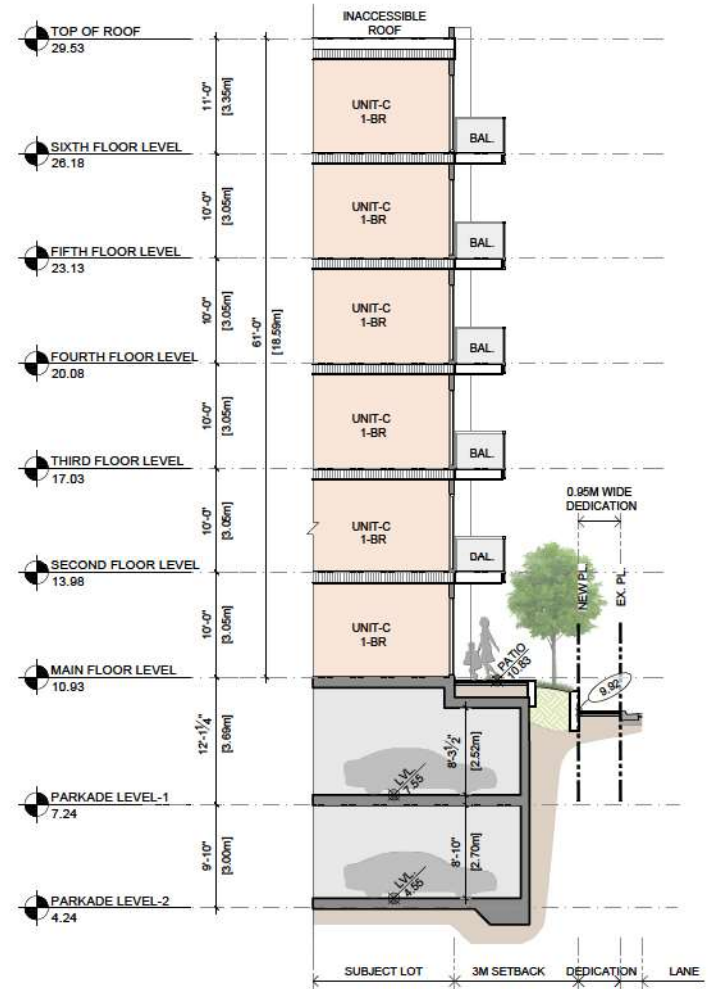 INACCESSIBLE
ROOF
TOP OF ROOF
29.53
11'-0"
[3.35m]
UNIT-C
1-BR
BAL.
SIXTH FLOOR LEVEL
26.18
10'-0"
[3.05m]
UNIT-C
1-BR
BAL.
FIFTH FLOOR LEVEL
23.13
10'-0"
[3.05m]
61'-0"
[18.59m]
UNIT-C
1-BR
BAL.
FOURTH FLOOR LEVEL
20.08
10'-0"
[3.05m]
UNIT-C
1-BR
BAL.
THIRD FLOOR LEVEL
17.03
10'-0"
[3.05m]
UNIT-C
1-BR
BAL.
0.95M WIDE
DEDICATION
SECOND FLOOR LEVEL
13.98
10'-0"
[3.05m]
UNIT-C
1-BR
NEW PL.
EX. PL.
PATIO
10.83
9.92
MAIN FLOOR LEVEL
10.93
12'-1 1/4"
[3.69m]
8'-3 1/2"
[2.52m]
LVL.
7.55
PARKADE LEVEL-1
7.24
9'-10"
[3.00m]
8'-10"
[2.70m]
LVL.
4.55
PARKADE LEVEL-2
4.24
SUBJECT LOT
3M SETBACK
DEDICATION
LANE